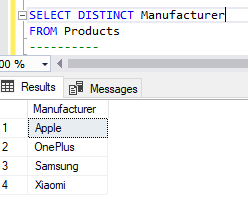 SELECT DISTINCT Manufacturer
FROM Products
----------
00 %
Results Messages
Manufacturer
1 Apple
2 OnePlus
3 Samsung
4 Xiaomi